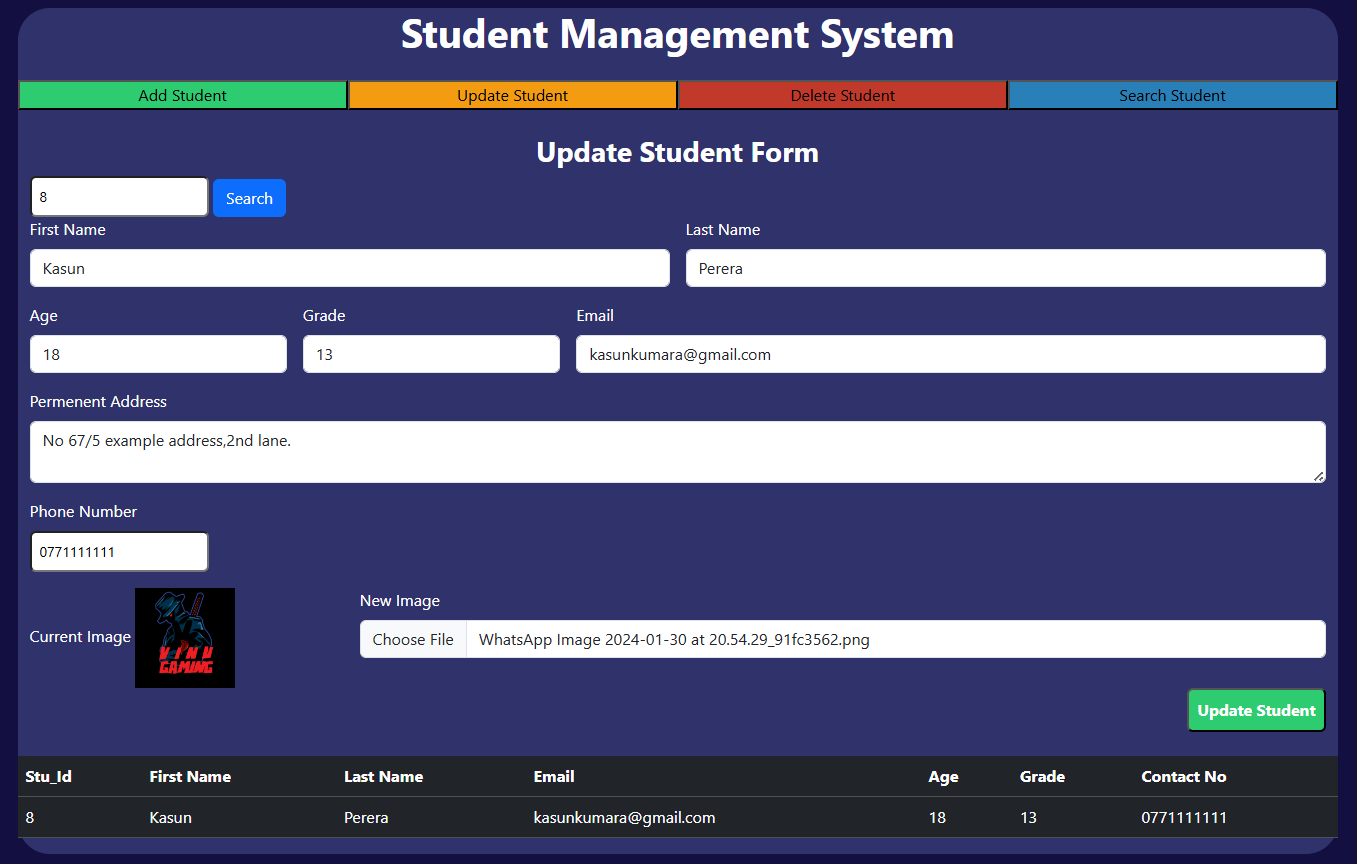 Student Management System
Add Student Update Student Delete Student Search Student
Update Student Form
8 Search
First Name Last Name
Kasun Perera
Age Grade Email
18 13 kasunkumara@gmail.com
Permenent Address
No 67/5 example address,2nd lane.
Phone Number
0771111111
Current Image
VINU
GAMING
New Image
Choose File WhatsApp Image 2024-01-30 at 20.54.29_91fc3562.png
Update Student
Stu_Id First Name Last Name Email Age Grade Contact No
8 Kasun Perera kasunkumara@gmail.com 18 13 0771111111